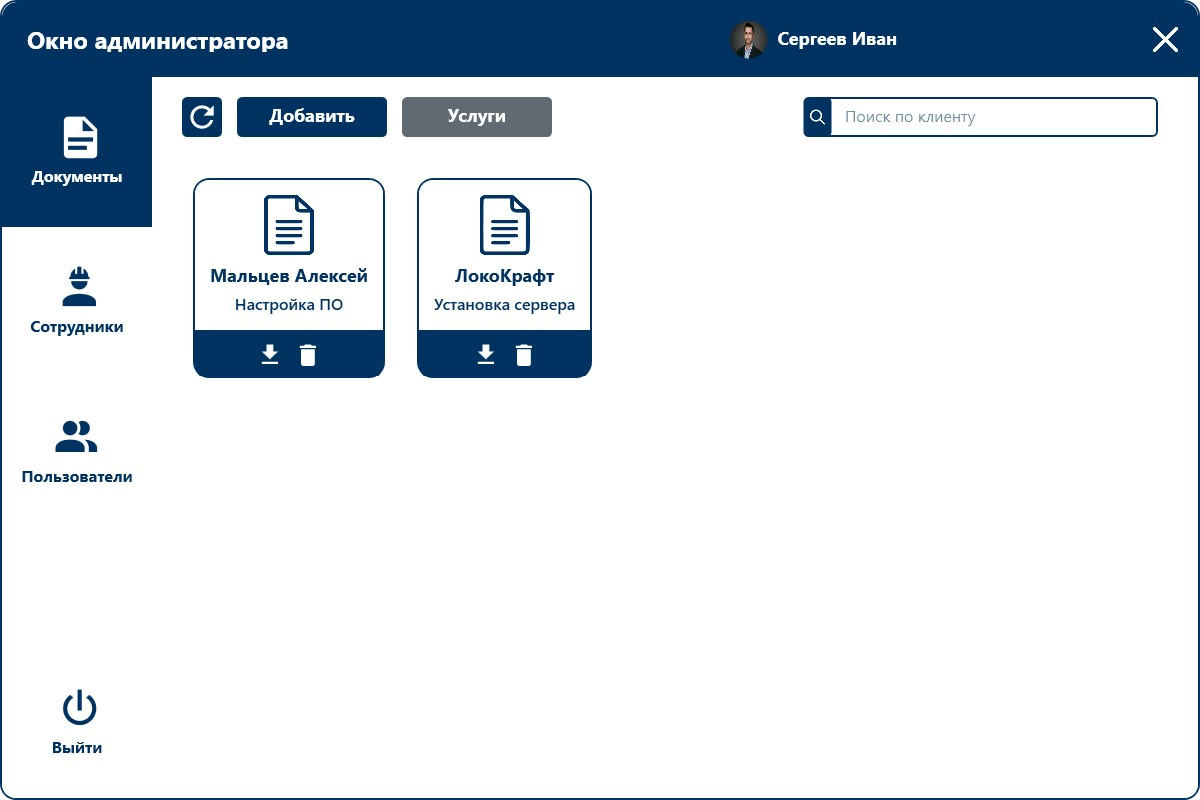 Окно администратора
Сергеев Иван
Документы
Сотрудники
Пользователи
Выйти
Добавить
Услуги
Поиск по клиенту
Мальцев Алексей
Настройка ПО
ЛокоКрафт
Установка сервера